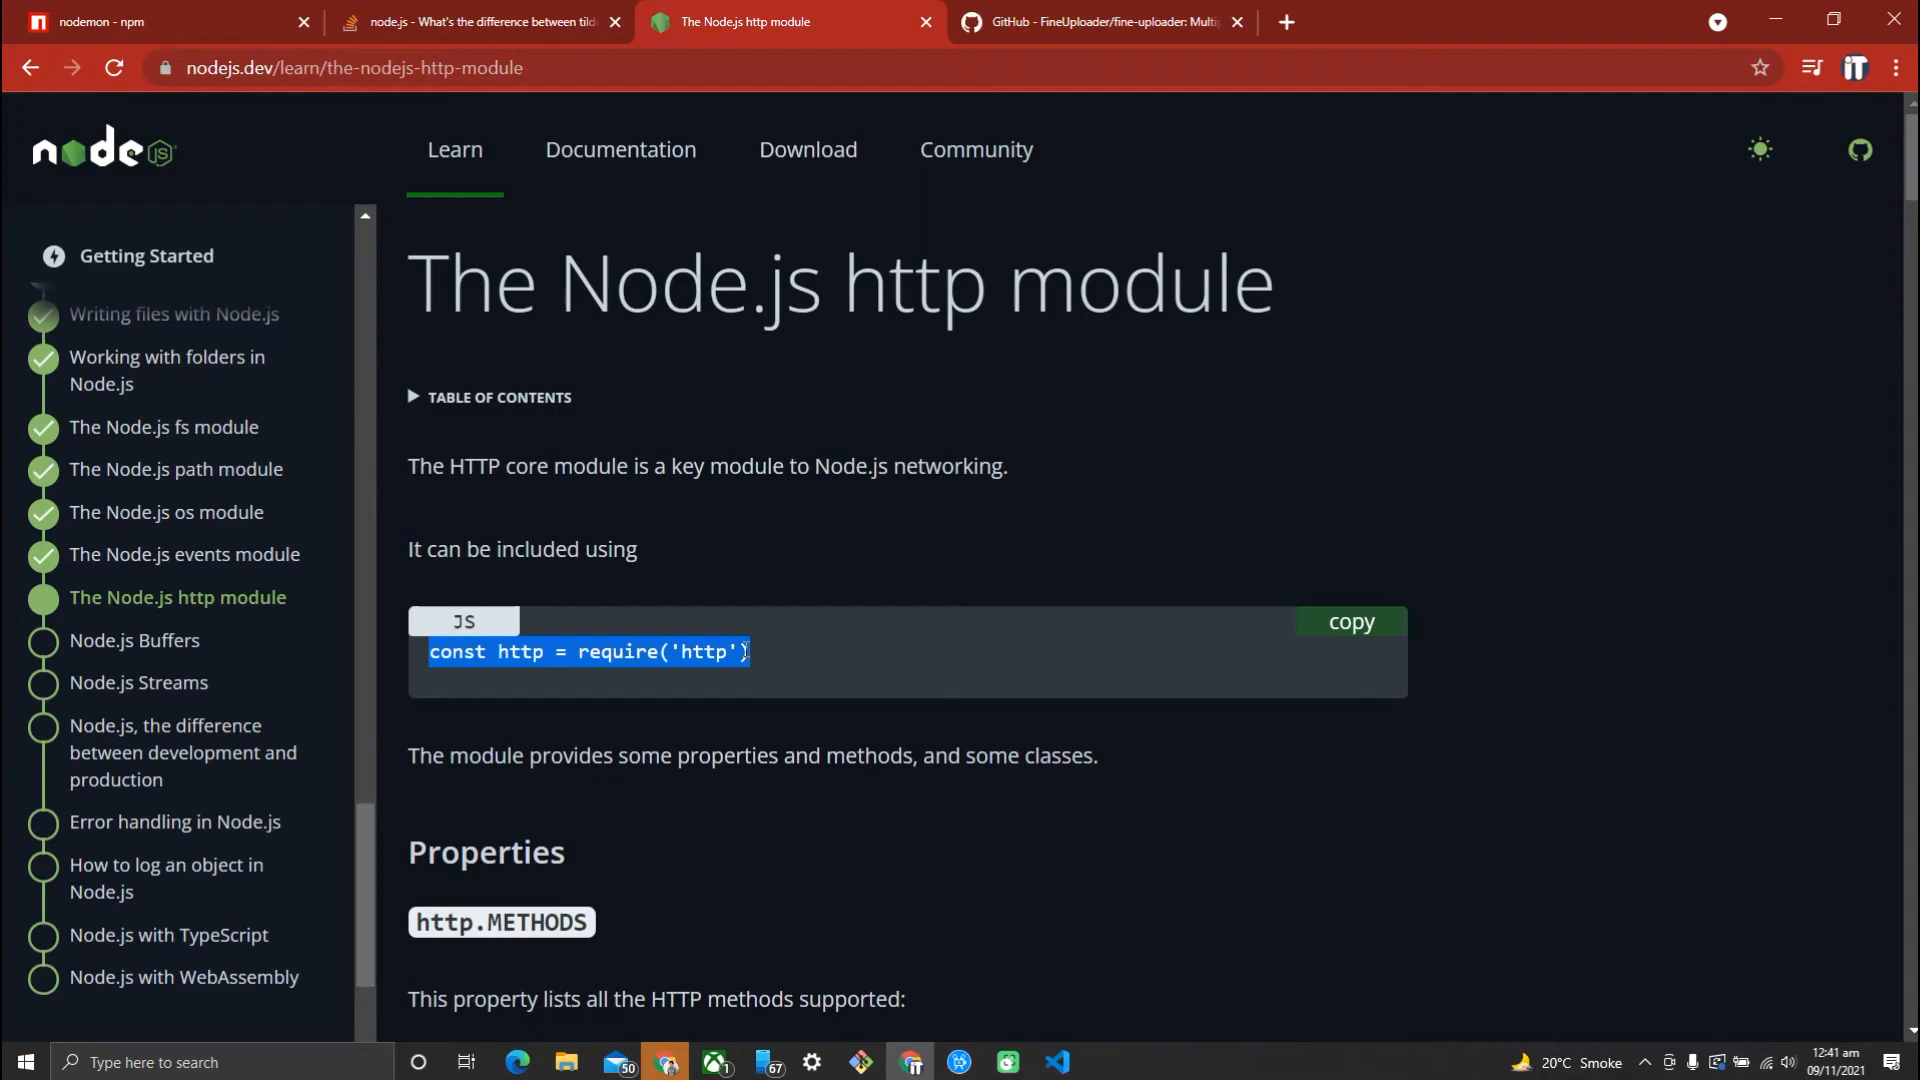 nodemon - npm
node.js - What's the difference between tild
The Node.js http module
GitHub - FineUploader/fine-uploader: Multip
nodejs.dev/learn/the-nodejs-http-module
iT
node JS
Learn
Documentation
Download
Community
Getting Started
Writing files with Node.js
Working with folders in
Node.js
The Node.js fs module
The Node.js path module
The Node.js os module
The Node.js events module
The Node.js http module
Node.js Buffers
Node.js Streams
Node.js, the difference
between development and
production
Error handling in Node.js
How to log an object in
Node.js
Node.js with TypeScript
Node.js with WebAssembly
The Node.js http module
TABLE OF CONTENTS
The HTTP core module is a key module to Node.js networking.
It can be included using
JS
copy
const http = require('http')
The module provides some properties and methods, and some classes.
Properties
http.METHODS
This property lists all the HTTP methods supported:
Type here to search
50
1
67
20°C Smoke
12:41 am
09/11/2021